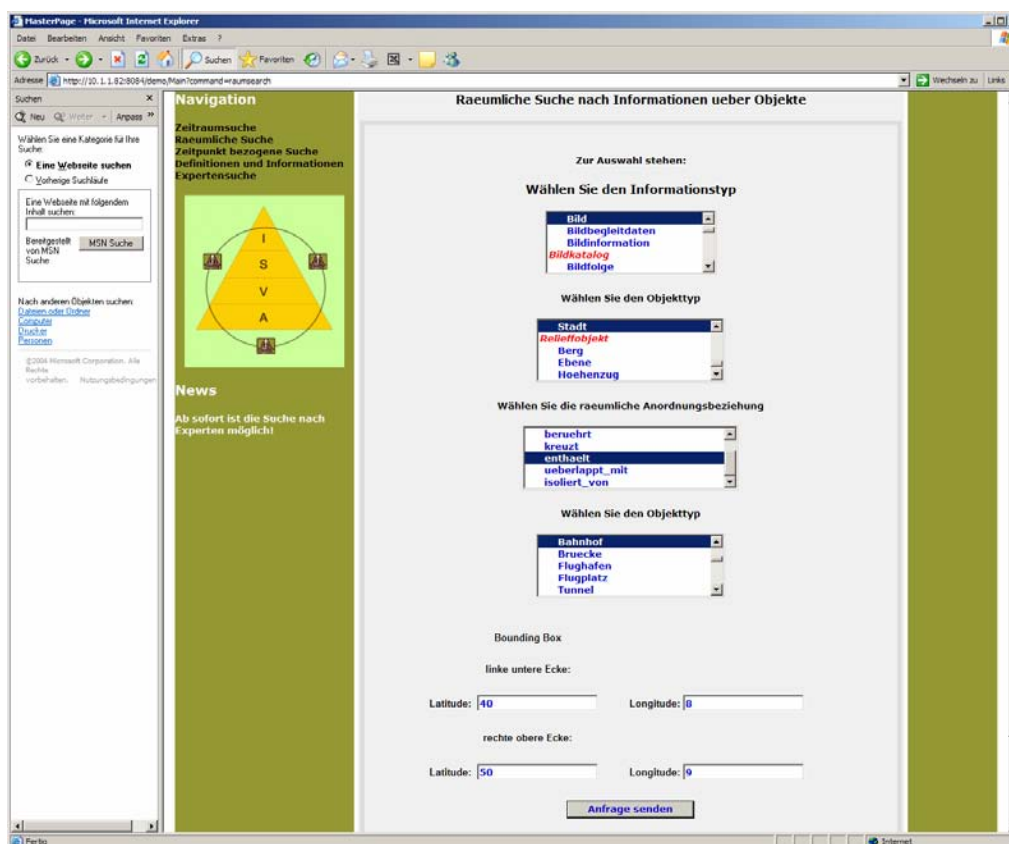 MasterPage - Microsoft Internet Explorer
Datei Bearbeiten Ansicht Favoriten Extras ?
Zurück Suchen Favoriten
Adresse http://10.1.1.82:8084/demo/Main?command=raumsearch Wechseln zu Links
Suchen
Neu Weiter Anpass
Wählen Sie eine Kategorie für Ihre
Suche:
Eine Webseite suchen
Vorherige Suchläufe
Eine Webseite mit folgendem
Inhalt suchen:
Bereitgestellt
von MSN
Suche
MSN Suche
Nach anderen Objekten suchen:
Dateien oder Ordner
Computer
Drucker
Personen
©2004 Microsoft Corporation. Alle
Rechte
vorbehalten. Nutzungsbedingungen
Navigation
Zeitraumsuche
Raeumliche Suche
Zeitpunkt bezogene Suche
Definitionen und Informationen
Expertensuche
I
S
V
A
News
Ab sofort ist die Suche nach
Experten möglich!
Raeumliche Suche nach Informationen ueber Objekte
Zur Auswahl stehen:
Wählen Sie den Informationstyp
Bild
Bildbegleitdaten
Bildinformation
Bildkatalog
Bildfolge
Wählen Sie den Objekttyp
Stadt
Relieffobjekt
Berg
Ebene
Hoehenzug
Wählen Sie die raeumliche Anordnungsbeziehung
beruehrt
kreuzt
enthaelt
ueberlappt_mit
isoliert_von
Wählen Sie den Objekttyp
Bahnhof
Bruecke
Flughafen
Flugplatz
Tunnel
Bounding Box
linke untere Ecke:
Latitude: 40 Longitude: 8
rechte obere Ecke:
Latitude: 50 Longitude: 9
Anfrage senden
Fertig Internet